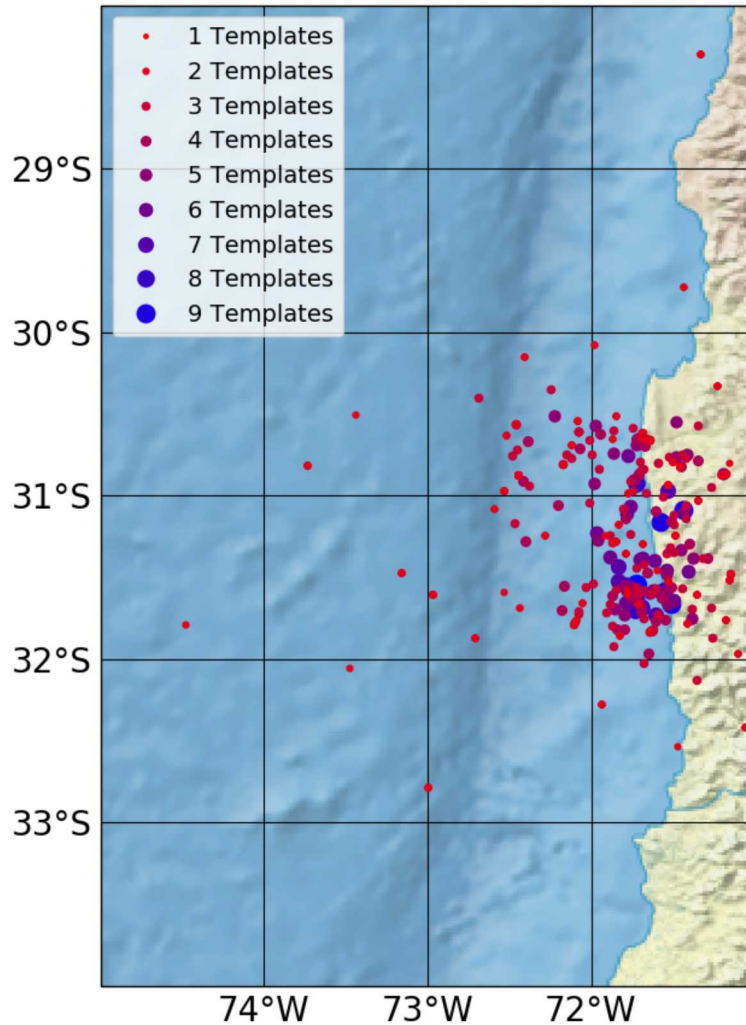 1 Templates
2 Templates
3 Templates
4 Templates
5 Templates
6 Templates
7 Templates
8 Templates
9 Templates
29°S
30°S
31°S
32°S
33°S
74°W 73°W 72°W